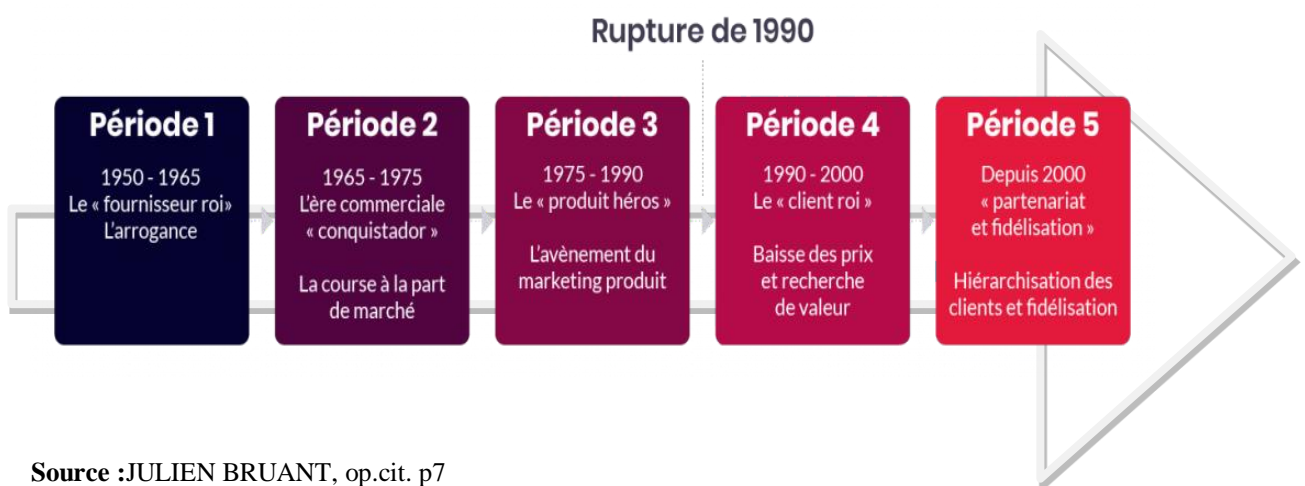 Rupture de 1990
Période 1
1950 - 1965
Le « fournisseur roi»
L'arrogance
Période 2
1965 - 1975
L'ère commerciale
« conquistador »
La course à la part
de marché
Période 3
1975 - 1990
Le « produit héros »
L'avènement du
marketing produit
Période 4
1990 - 2000
Le « client roi »
Baisse des prix
et recherche
de valeur
Période 5
Depuis 2000
« partenariat
et fidélisation »
Hiérarchisation des
clients et fidélisation
Source :JULIEN BRUANT, op.cit. p7